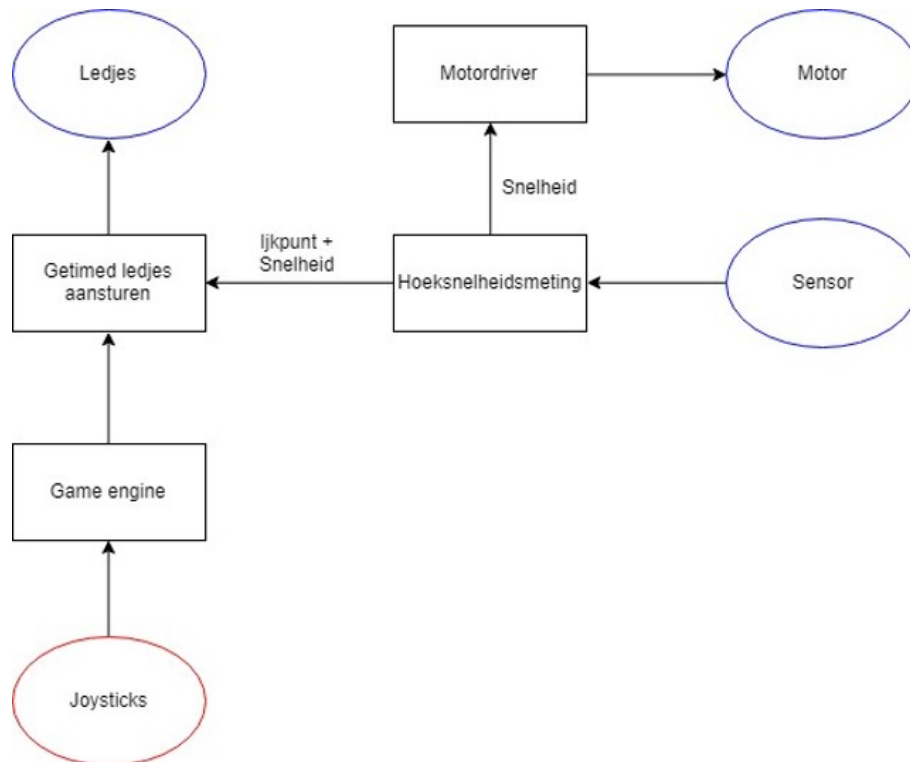 Ledjes
Motordriver
Motor
Snelheid
Ijkpunt +
Snelheid
Getimed ledjes
aansturen
Hoeksnelheidsmeting
Sensor
Game engine
Joysticks